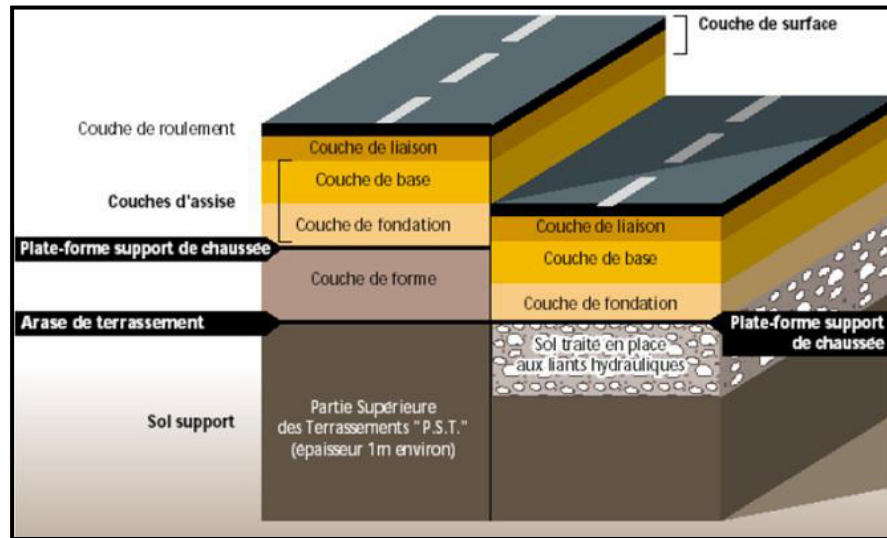 Couche de surface
Couche de roulement
Couche de liaison
Couche de base
Couches d'assise
Couche de fondation
Plate-forme support de chaussée
Couche de forme
Arase de terrassement
Sol support
Partie Supérieure
des Terrassements "P.S.T."
(épaisseur 1m environ)
Couche de liaison
Couche de base
Couche de fondation
Plate-forme support
de chaussée
Sol traité en place
aux liants hydrauliques